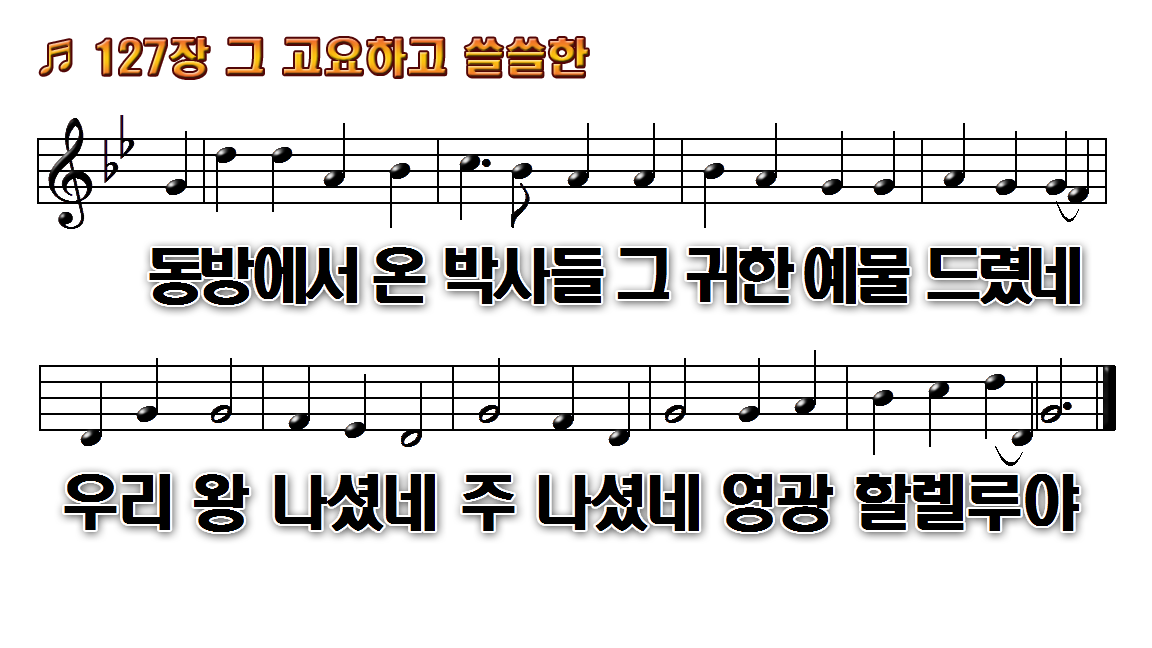 127장 그 고요하고 쓸쓸한
동방에서 온 박사들 그 귀한 예물 드렸네
우리 왕 나셨네 주 나셨네 영광 할렐루야